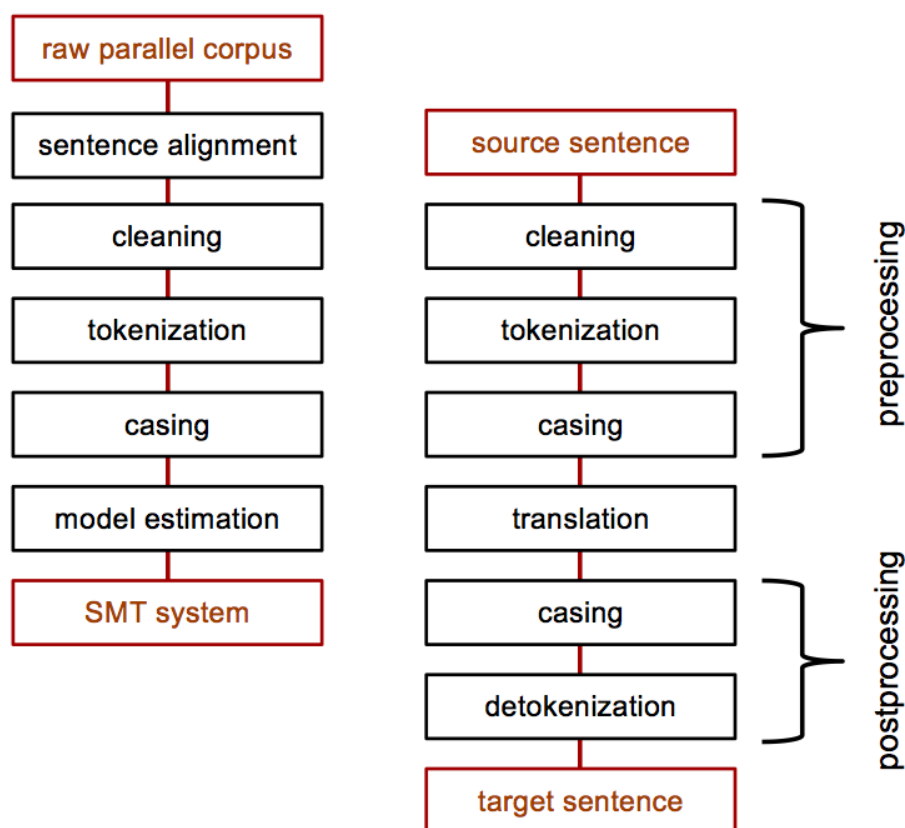 raw parallel corpus
sentence alignment
cleaning
tokenization
casing
model estimation
SMT system
source sentence
cleaning
tokenization
casing
translation
casing
detokenization
target sentence
preprocessing
postprocessing